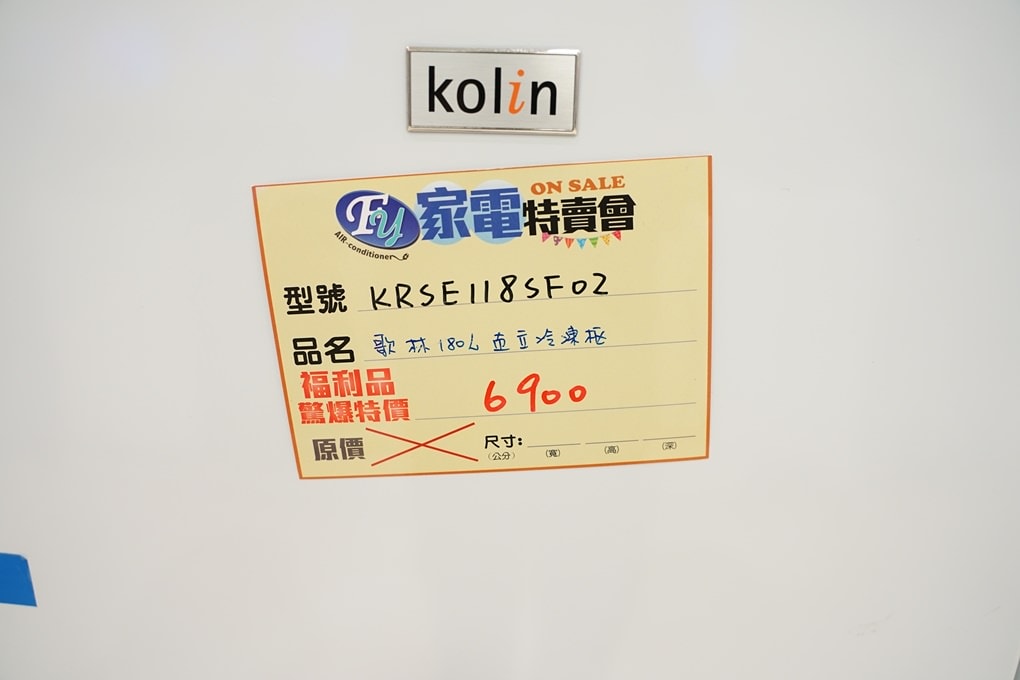 kolin
Fy 家電特賣會 ON SALE
AIR-conditioner
型號 KRSE118SF02
品名 歌林180L直立冷凍柜
福利品
驚爆特價 6900
原價 尺寸:
(公分) (寬) (高) (深)